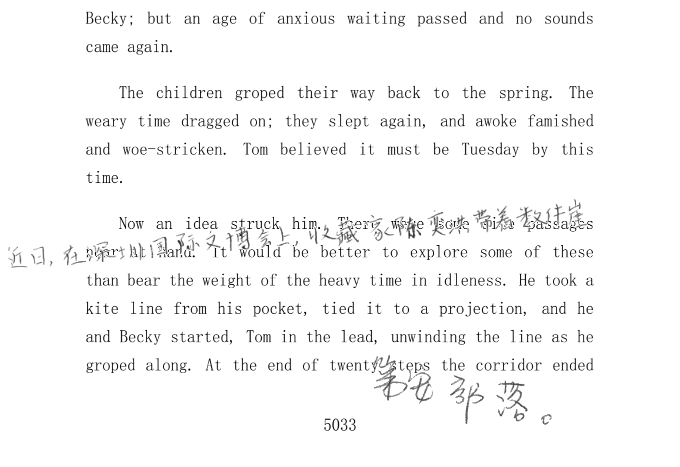 Becky; but an age of anxious waiting passed and no sounds
came again.
The children groped their way back to the spring. The
weary time dragged on; they slept again, and awoke famished
and woe-stricken. Tom believed it must be Tuesday by this
time.
Now an idea struck him. There were some side passages
近日,在深圳国际文博会上,收藏家陈奕洪带着数件崖
near at hand. It would be better to explore some of these
than bear the weight of the heavy time in idleness. He took a
kite line from his pocket, tied it to a projection, and he
and Becky started, Tom in the lead, unwinding the line as he
groped along. At the end of twenty steps the corridor ended
第安部落。
5033